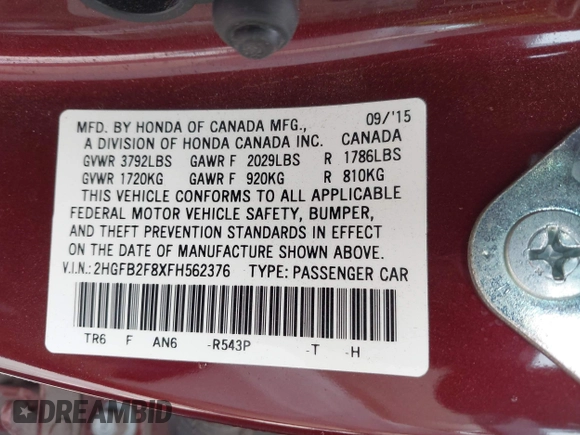 MFD. BY HONDA OF CANADA MFG., 09/'15
A DIVISION OF HONDA CANADA INC. CANADA
GVWR 3792LBS GAWR F 2029LBS R 1786LBS
GVWR 1720KG GAWR F 920KG R 810KG
THIS VEHICLE CONFORMS TO ALL APPLICABLE
FEDERAL MOTOR VEHICLE SAFETY, BUMPER,
AND THEFT PREVENTION STANDARDS IN EFFECT
ON THE DATE OF MANUFACTURE SHOWN ABOVE.
V.I.N.: 2HGFB2F8XFH562376 TYPE: PASSENGER CAR
TR6 F AN6 -R543P -T -H
DREAMBID